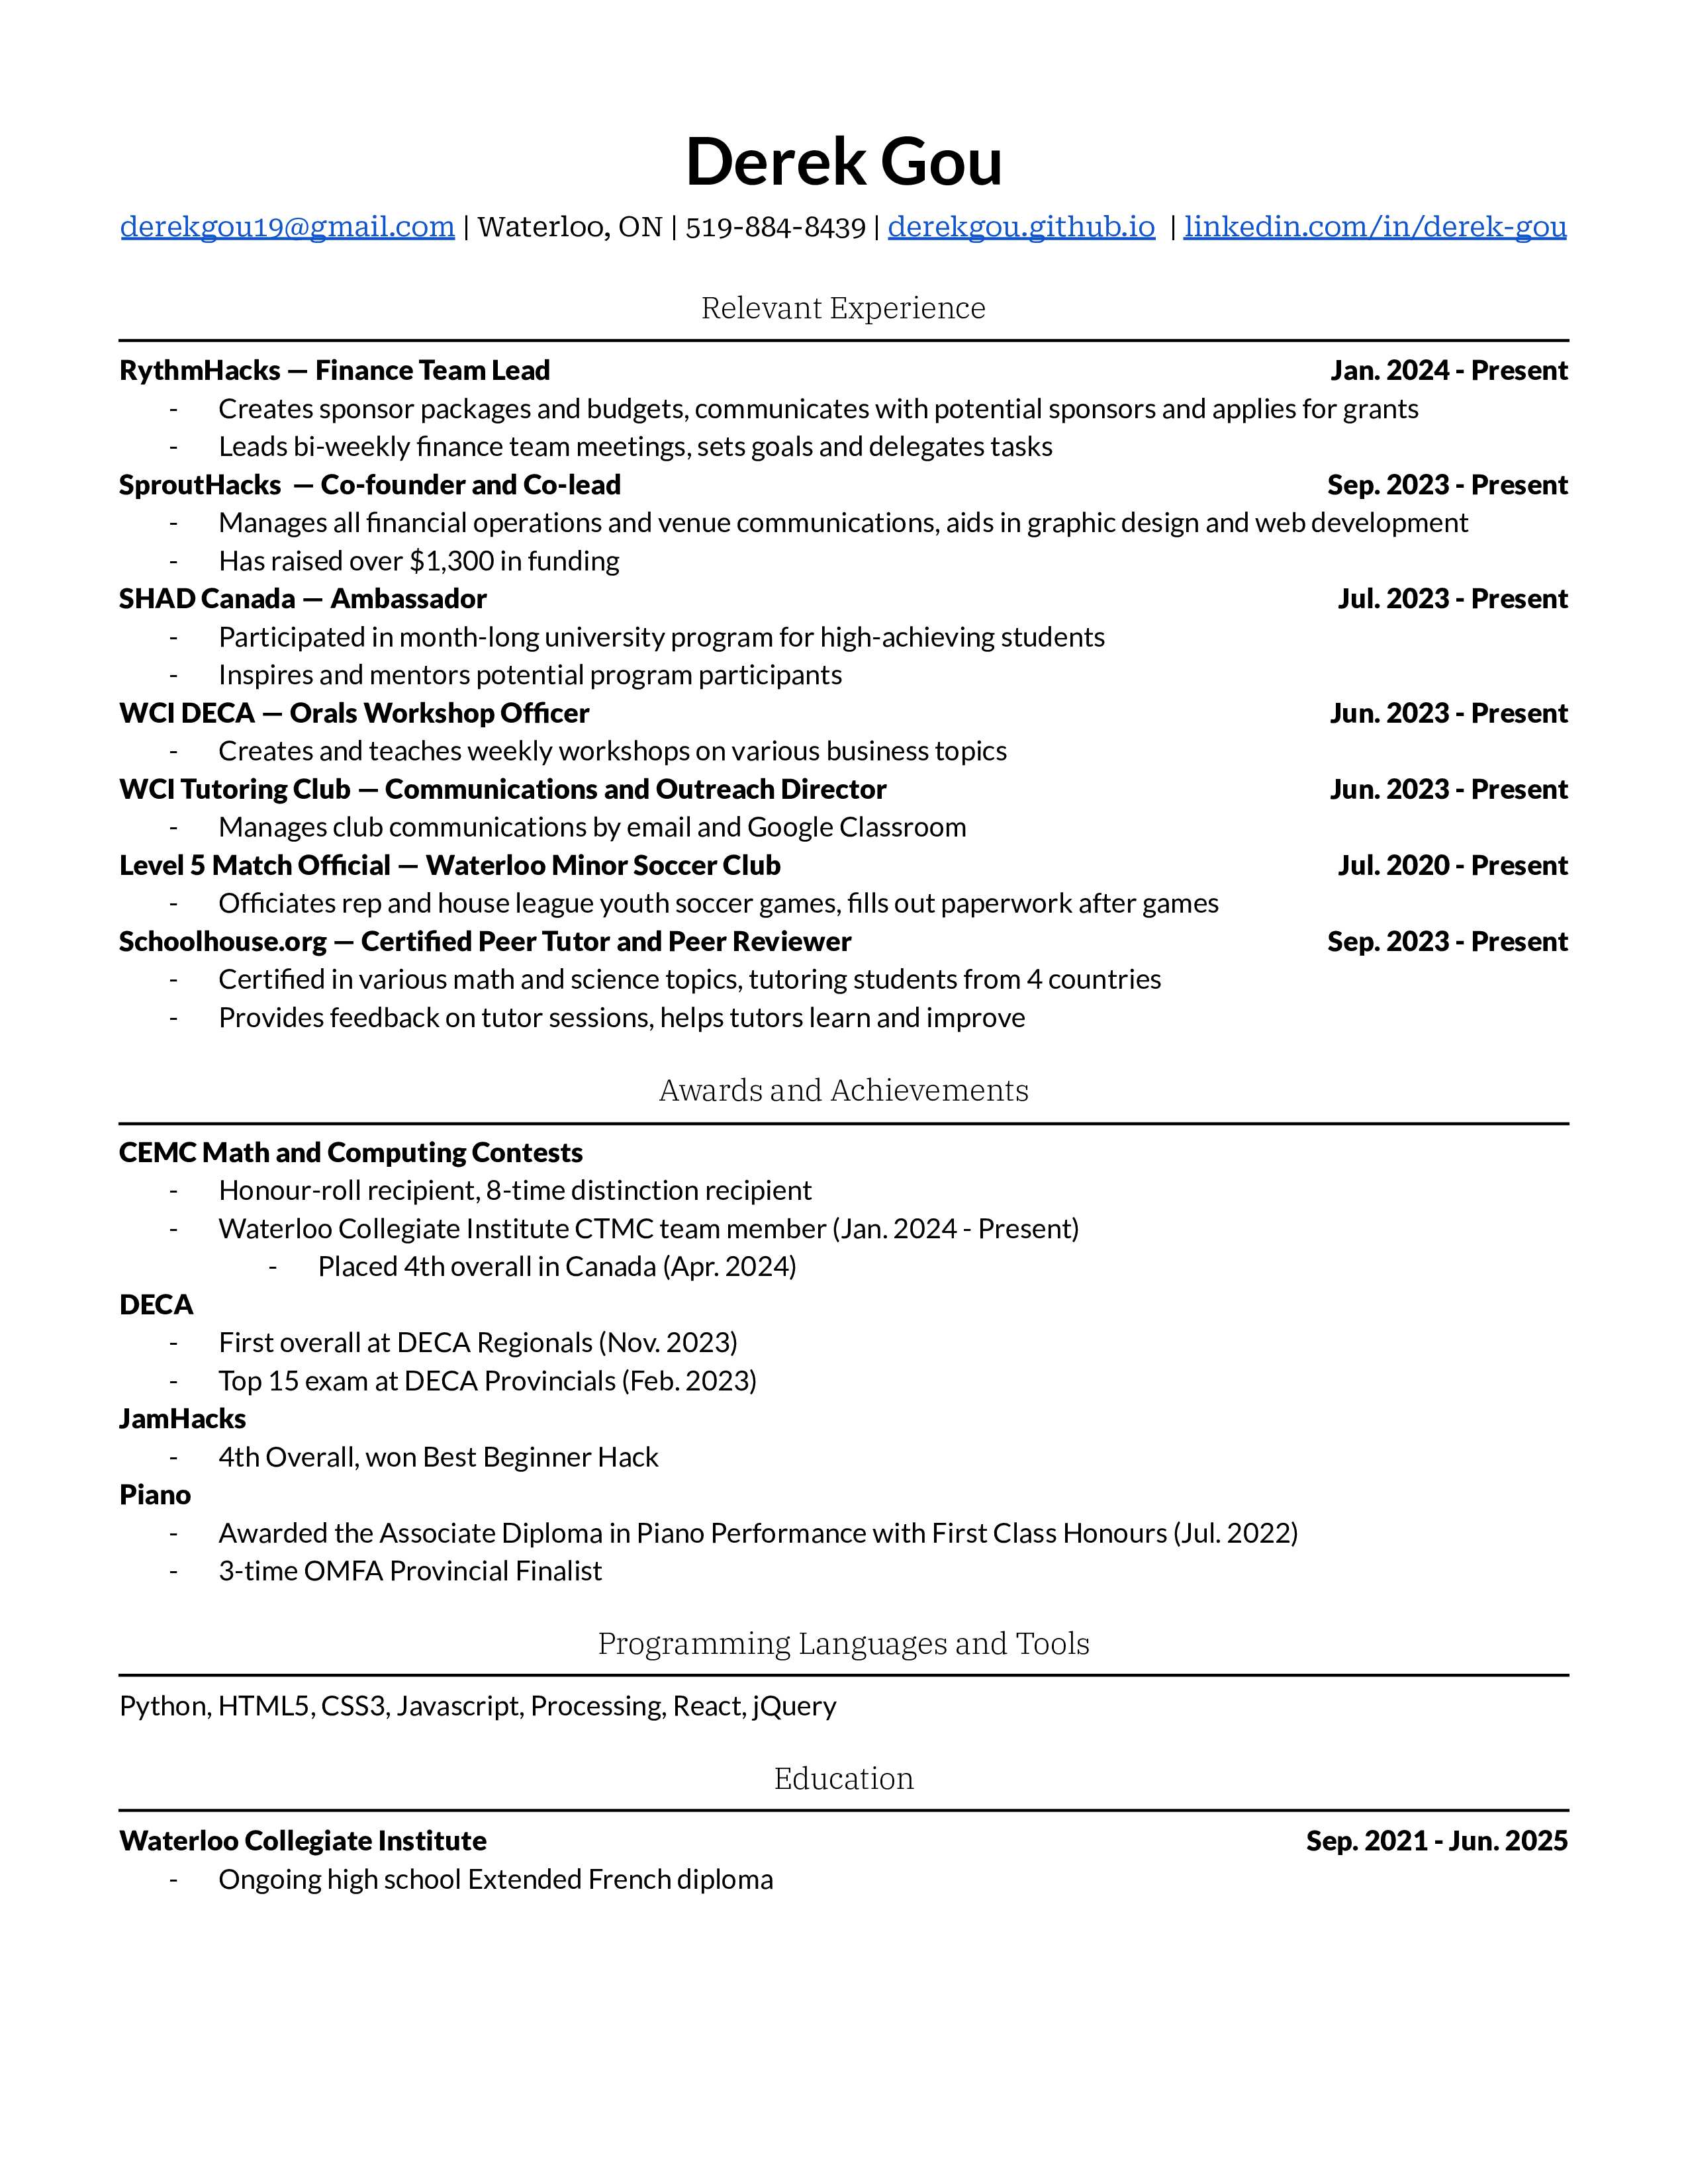 Derek Gou
derekgou19@gmail.com | Waterloo, ON | 519-884-8439 | derekgou.github.io | linkedin.com/in/derek-gou
Relevant Experience
RythmHacks — Finance Team Lead Jan. 2024 - Present
- Creates sponsor packages and budgets, communicates with potential sponsors and applies for grants
- Leads bi-weekly finance team meetings, sets goals and delegates tasks
SproutHacks — Co-founder and Co-lead Sep. 2023 - Present
- Manages all financial operations and venue communications, aids in graphic design and web development
- Has raised over $1,300 in funding
SHAD Canada — Ambassador Jul. 2023 - Present
- Participated in month-long university program for high-achieving students
- Inspires and mentors potential program participants
WCI DECA — Orals Workshop Officer Jun. 2023 - Present
- Creates and teaches weekly workshops on various business topics
WCI Tutoring Club — Communications and Outreach Director Jun. 2023 - Present
- Manages club communications by email and Google Classroom
Level 5 Match Official — Waterloo Minor Soccer Club Jul. 2020 - Present
- Officiates rep and house league youth soccer games, fills out paperwork after games
Schoolhouse.org — Certified Peer Tutor and Peer Reviewer Sep. 2023 - Present
- Certified in various math and science topics, tutoring students from 4 countries
- Provides feedback on tutor sessions, helps tutors learn and improve
Awards and Achievements
CEMC Math and Computing Contests
- Honour-roll recipient, 8-time distinction recipient
- Waterloo Collegiate Institute CTMC team member (Jan. 2024 - Present)
- Placed 4th overall in Canada (Apr. 2024)
DECA
- First overall at DECA Regionals (Nov. 2023)
- Top 15 exam at DECA Provincials (Feb. 2023)
JamHacks
- 4th Overall, won Best Beginner Hack
Piano
- Awarded the Associate Diploma in Piano Performance with First Class Honours (Jul. 2022)
- 3-time OMFA Provincial Finalist
Programming Languages and Tools
Python, HTML5, CSS3, Javascript, Processing, React, jQuery
Education
Waterloo Collegiate Institute Sep. 2021 - Jun. 2025
- Ongoing high school Extended French diploma